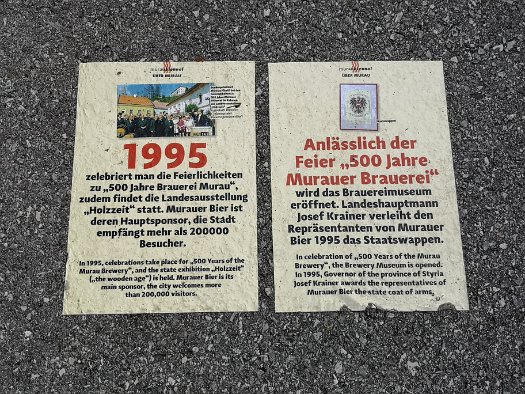 ÜBER MURAU
1995
zelebriert man die Feierlichkeiten
zu „500 Jahre Brauerei Murau“,
zudem findet die Landesausstellung
„Holzzeit“ statt. Murauer Bier ist
deren Hauptsponsor, die Stadt
empfängt mehr als 200000
Besucher.
In 1995, celebrations take place for „500 Years of the
Murau Brewery“, and the state exhibition „Holzzeit“
(„the wooden age“) is held. Murauer Bier is its
main sponsor, the city welcomes more
than 200,000 visitors.
ÜBER MURAU
Anlässlich der
Feier „500 Jahre
Murauer Brauerei“
wird das Brauereimuseum
eröffnet. Landeshauptmann
Josef Krainer verleiht den
Repräsentanten von Murauer
Bier 1995 das Staatswappen.
In celebration of „500 Years of the Murau
Brewery“, the Brewery Museum is opened.
In 1995, Governor of the province of Styria
Josef Krainer awards the representatives of
Murauer Bier the state coat of arms,